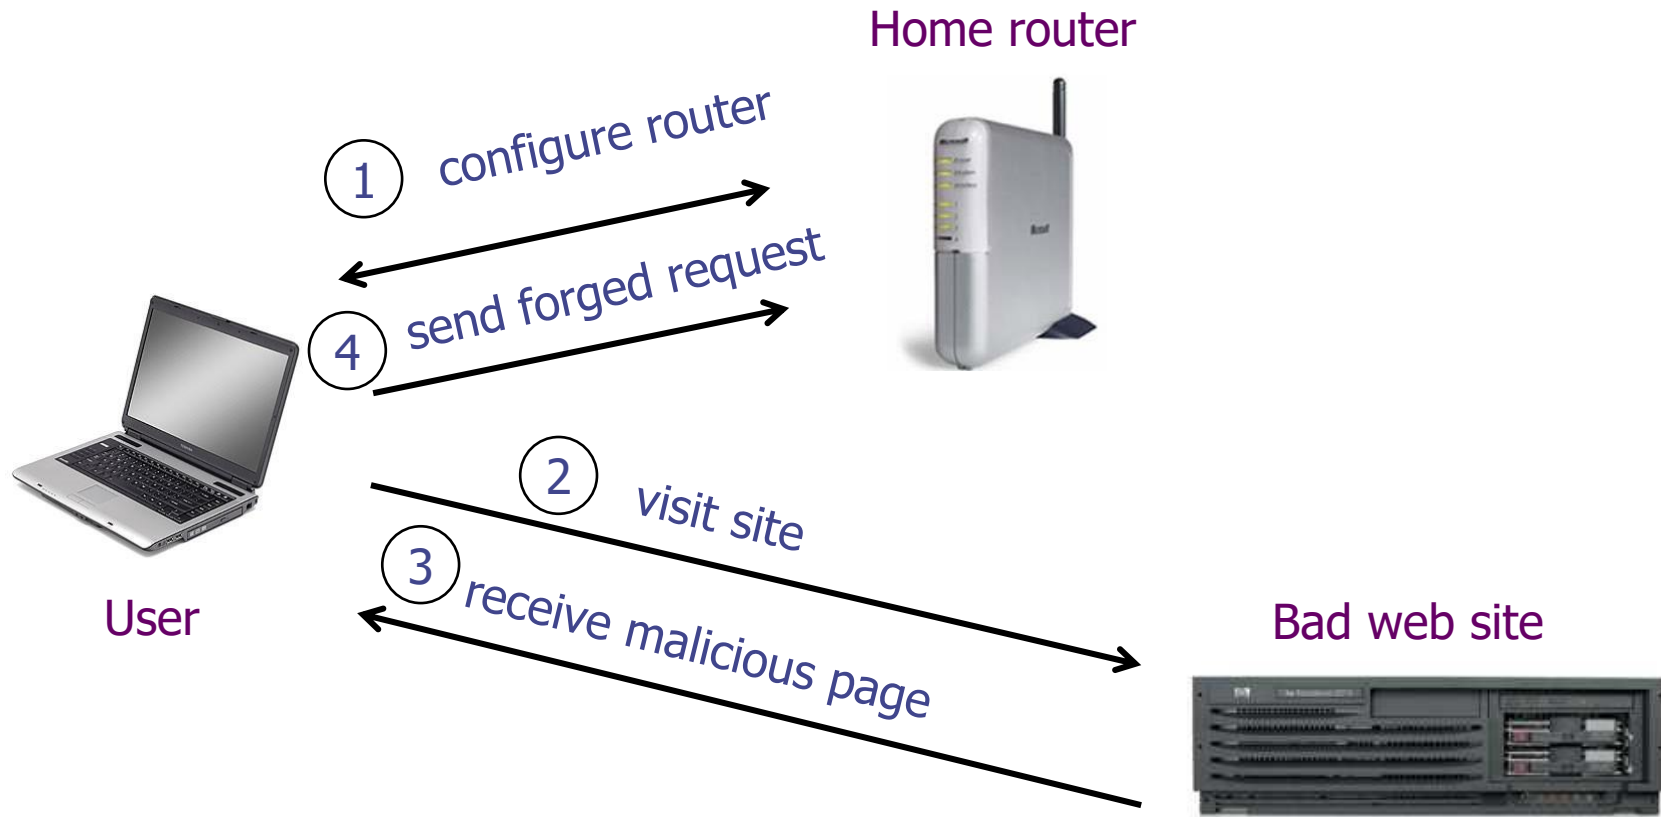 Home router
1 configure router
4 send forged request
2 visit site
3 receive malicious page
User
Bad web site
Microsoft